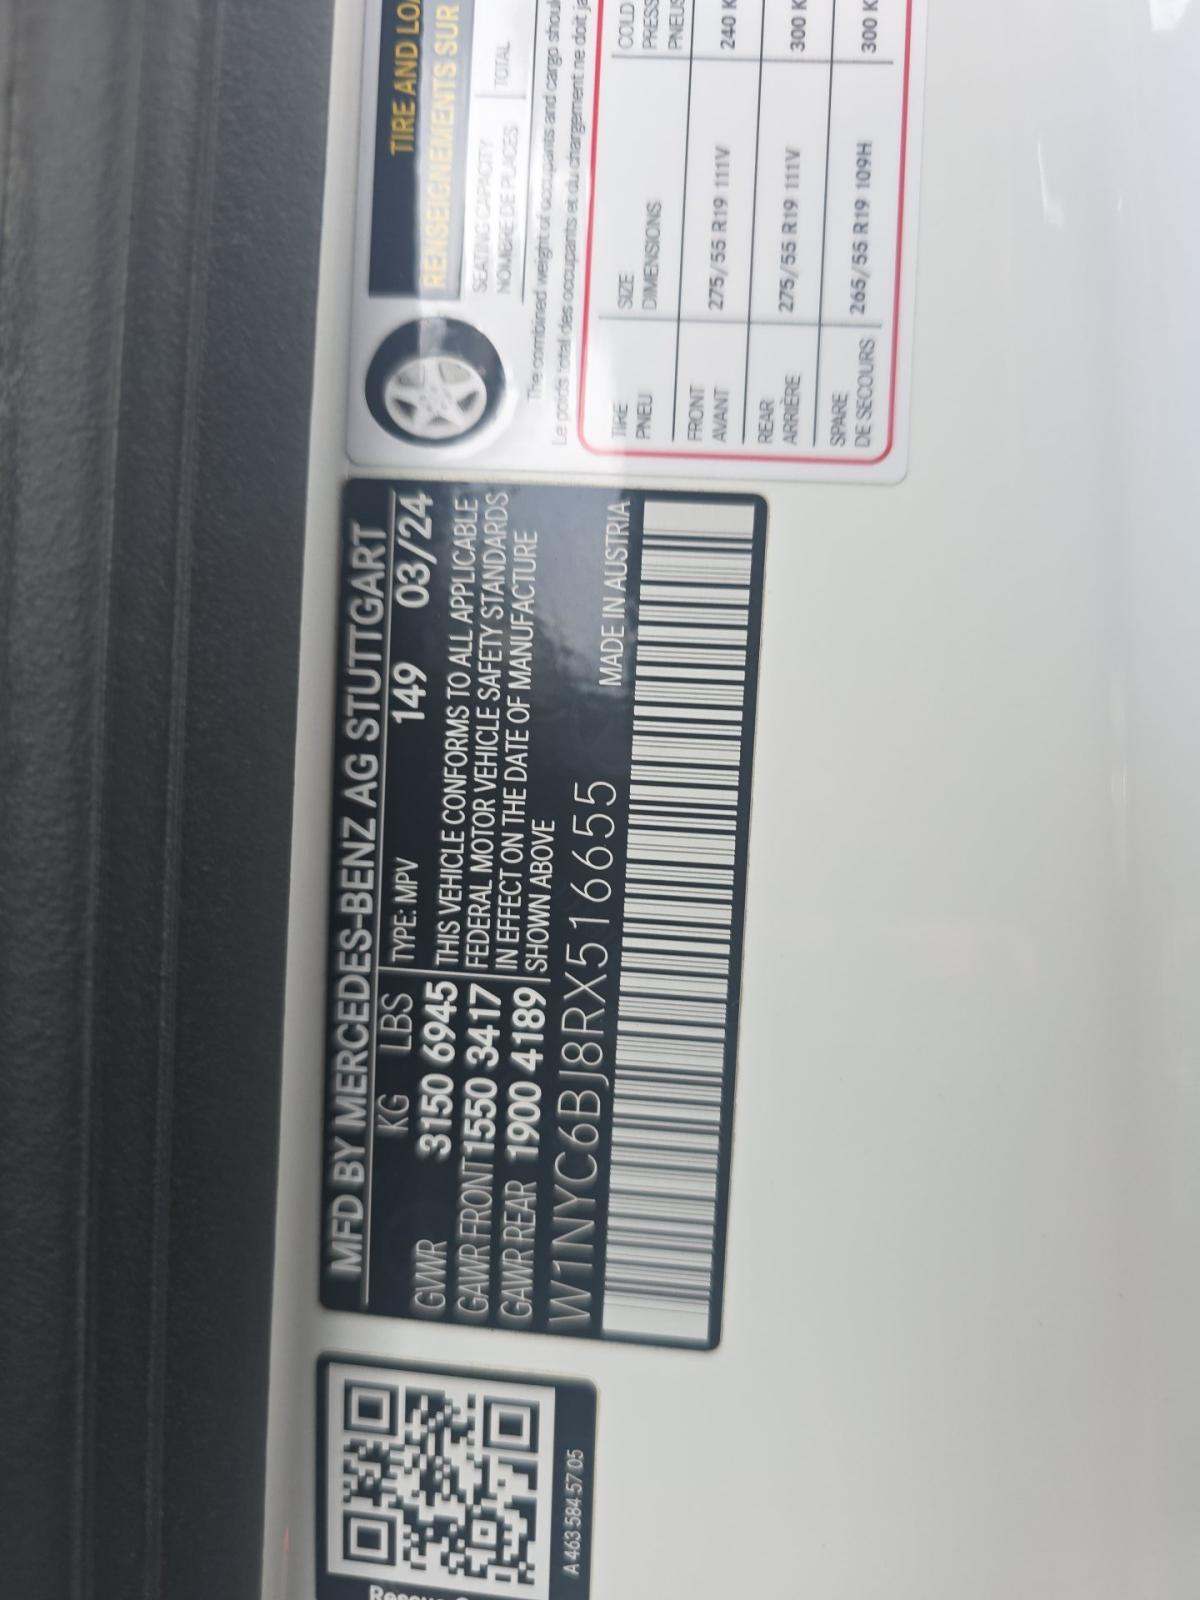 MFD BY MERCEDES-BENZ AG STUTTGART
KG LBS TYPE: MPV 149 03/24
GVWR 3150 6945
GAWR FRONT 1550 3417
GAWR REAR 1900 4189
THIS VEHICLE CONFORMS TO ALL APPLICABLE
FEDERAL MOTOR VEHICLE SAFETY STANDARDS
IN EFFECT ON THE DATE OF MANUFACTURE
SHOWN ABOVE
W1NYC6BJ8RX516655 MADE IN AUSTRIA
A 463 584 57 05
TIRE AND
RENSEIGNEMENTS SUR
SEATING CAPACITY
NOMBRE DE PLACES
TOTAL
The combined weight of occupants and cargo
Le poids total des occupants et du chargement ne doit
TIRE SIZE COLD
PNEU DIMENSIONS
FRONT
AVANT 275/55 R19 111V 240
REAR
ARRIÈRE 275/55 R19 111V 300
SPARE
DE SECOURS 265/55 R19 109H 300